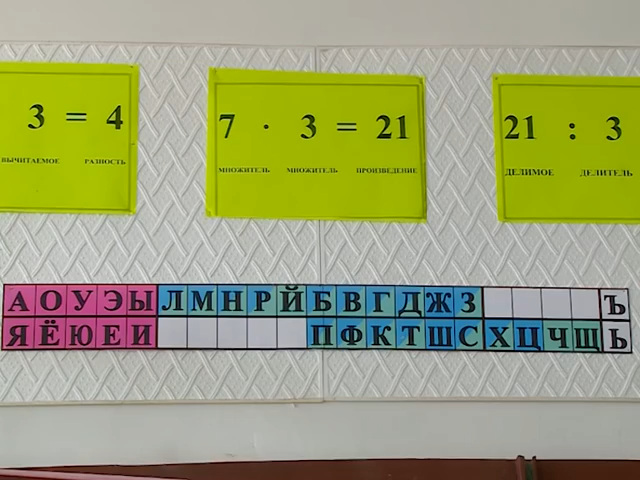 3 = 4
ВЫЧИТАЕМОЕ РАЗНОСТЬ
7 · 3 = 21
МНОЖИТЕЛЬ МНОЖИТЕЛЬ ПРОИЗВЕДЕНИЕ
21 : 3
ДЕЛИМОЕ ДЕЛИТЕЛЬ
А О У Э Ы Л М Н Р Й Б В Г Д Ж З Ъ
Я Ё Ю Е И П Ф К Т Ш С Х Ц Ч Щ Ь